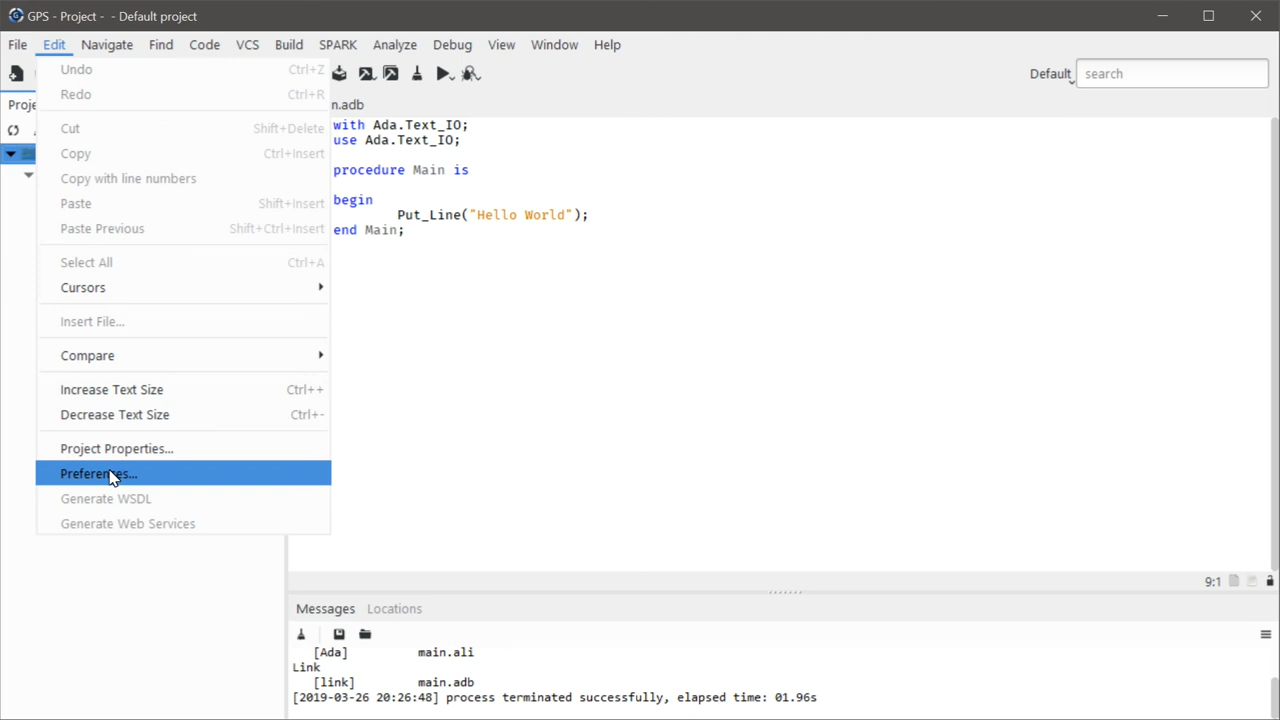 GPS - Project - - Default project
File Edit Navigate Find Code VCS Build SPARK Analyze Debug View Window Help
Default search
Undo Ctrl+Z
Redo Ctrl+R
Cut Shift+Delete
Copy Ctrl+Insert
Copy with line numbers
Paste Shift+Insert
Paste Previous Shift+Ctrl+Insert
Select All Ctrl+A
Cursors
Insert File...
Compare
Increase Text Size Ctrl++
Decrease Text Size Ctrl+-
Project Properties...
Preferences...
Generate WSDL
Generate Web Services
Proje
n.adb
with Ada.Text_IO;
use Ada.Text_IO;
procedure Main is
begin
Put_Line("Hello World");
end Main;
9:1
Messages Locations
[Ada] main.ali
Link
[link] main.adb
[2019-03-26 20:26:48] process terminated successfully, elapsed time: 01.96s